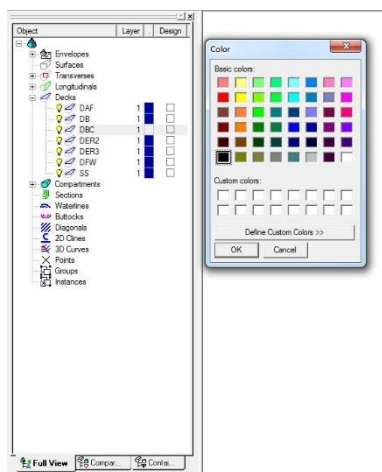 Object Layer . Design
Envelopes
Surfaces
Transverses
Longitudinals
Decks
DAF 1
DB 1
DBC 1
DER2 1
DER3 1
DFW 1
SS 1
Compartments
Sections
Waterlines
Buttocks
Diagonals
2D Clines
3D Curves
Points
Groups
Instances
Full View Compar... Contai...
Color
Basic colors:
Custom colors:
Define Custom Colors >>
OK Cancel